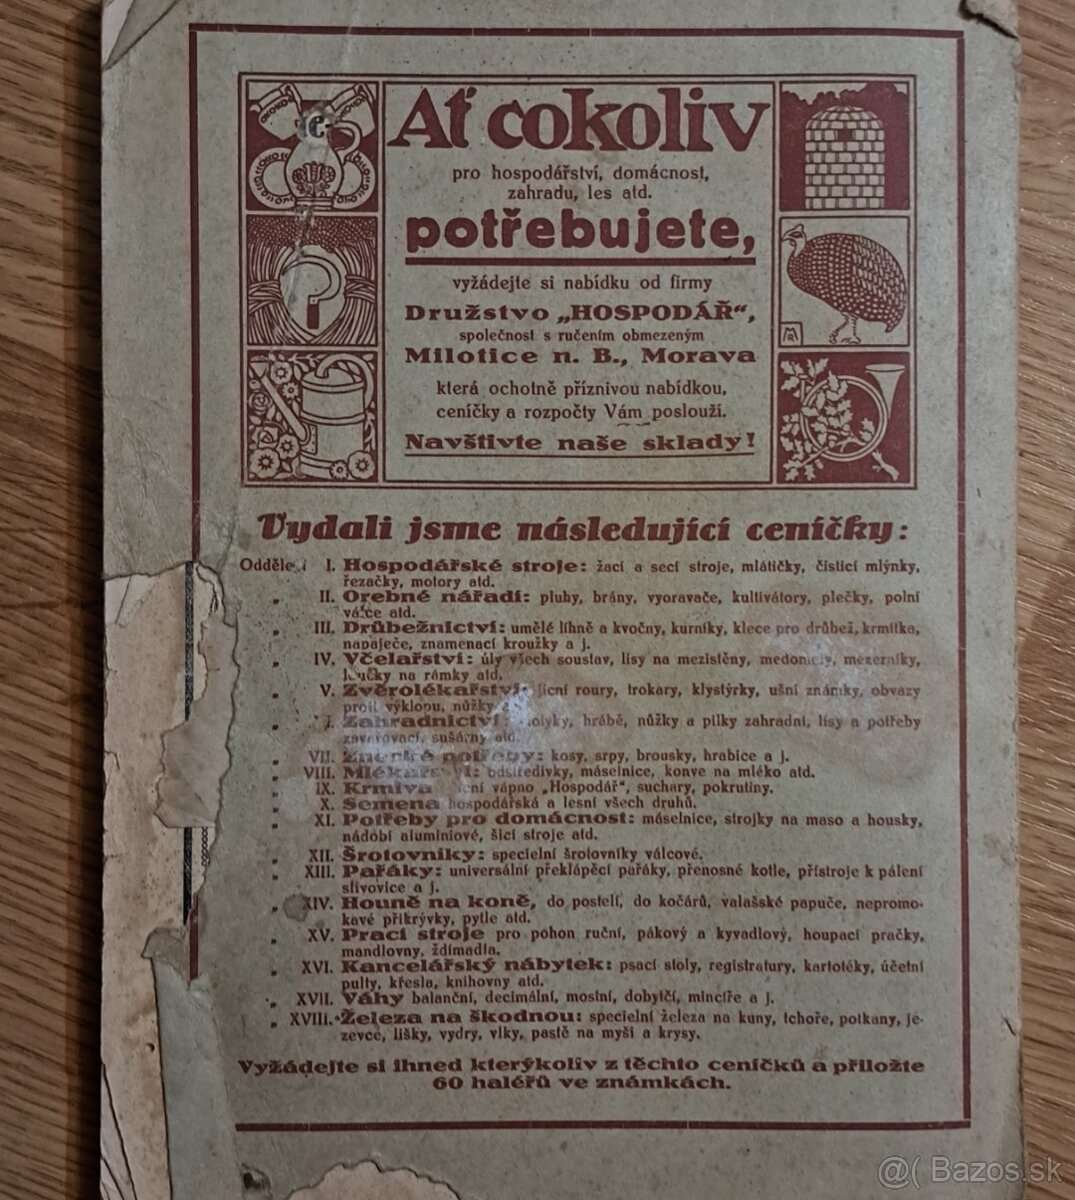 Ať cokoliv
pro hospodářství, domácnost,
zahradu, les atd.
potřebujete,
vyžádejte si nabídku od firmy
Družstvo „HOSPODÁŘ“,
společnost s ručením obmezeným
Milotice n. B., Morava
která ochotně příznivou nabídkou,
ceníčky a rozpočty Vám poslouží.
Navštivte naše sklady!
Vydali jsme následující ceníčky:
I. Hospodářské stroje: žací a secí stroje, mlátičky, čistící mlýnky,
řezačky, motory atd.
„ II. Orebné nářadí: pluhy, brány, vyoravače, kultivátory, plečky, polní
válce atd.
„ III. Drůbežnictví: umělé líhně a kvočny, kurníky, klece pro drůbež, krmítka,
napaječe, znamenací kroužky a j.
„ IV. Včelařství: úly všech soustav, lisy na mezistěny, medomety, mezerníky,
na rámky atd.
„ V. Zvěrolékařství: roury, trokary, klystýrky, ušní známky, obvazy
proti výklopu, nůžky
„ Zahradnictví: motyky, hrábě, nůžky a pilky zahradní, lisy a potřeby
zavařovací, sušárny atd.
„ VII. potřeby: kosy, srpy, brousky, hrabice a j.
„ VIII. Mlékařství: odstředivky, máselnice, konve na mléko atd.
„ IX. Krmiva vápno „Hospodář“, suchary, pokrutiny.
„ X. Semena hospodářská a lesní všech druhů.
„ XI. Potřeby pro domácnost: máselnice, strojky na maso a housky,
nádobí aluminiové, šicí stroje atd.
„ XII. Šrotovníky: specielní šrotovníky válcové.
„ XIII. Pařáky: universální překlápěcí pařáky, přenosné kotle, přístroje k pálení
slivovice a j.
„ XIV. Houně na koně, do postelí, do kočárů, valašské papuče, nepromo-
kavé přikrývky, pytle atd.
„ XV. Prací stroje pro pohon ruční, pákový a kyvadlový, houpací pračky,
mandlovny, ždímadla.
„ XVI. Kancelářský nábytek: psací stoly, registratury, kartotéky, účetní
pulty, křesla, knihovny atd.
„ XVII. Váhy balanční, decimální, mostní, dobytčí, mincíře a j.
„ XVIII. Železa na škodnou: specielní železa na kuny, tchoře, potkany, je-
zevce, lišky, vydry, vlky, pastě na myši a krysy.
Vyžádejte si ihned kterýkoliv z těchto ceníčků a přiložte
60 haléřů ve známkách.
@( Bazos.sk